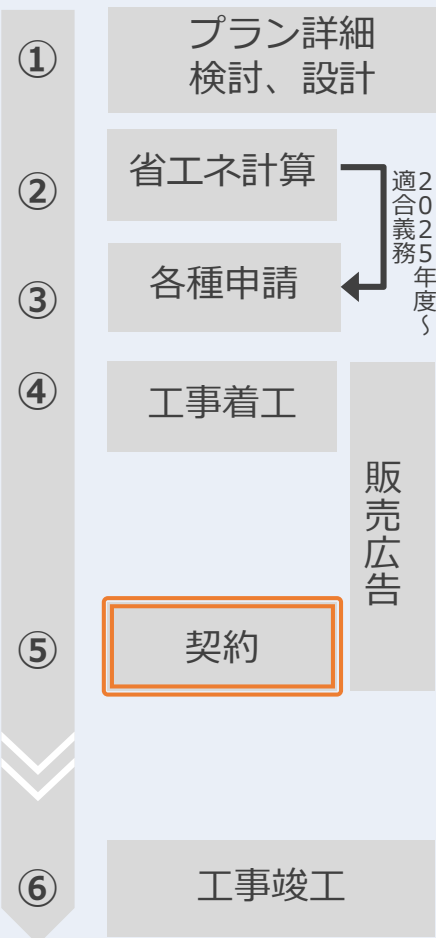 ①
プラン詳細
検討、設計
②
省エネ計算
2025年度～
適合義務
③
各種申請
④
工事着工
販売広告
⑤
契約
⑥
工事竣工